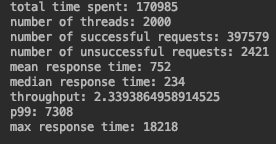 total time spent: 170985
number of threads: 2000
number of successful requests: 397579
number of unsuccessful requests: 2421
mean response time: 752
median response time: 234
throughput: 2.3393864958914525
p99: 7308
max response time: 18218